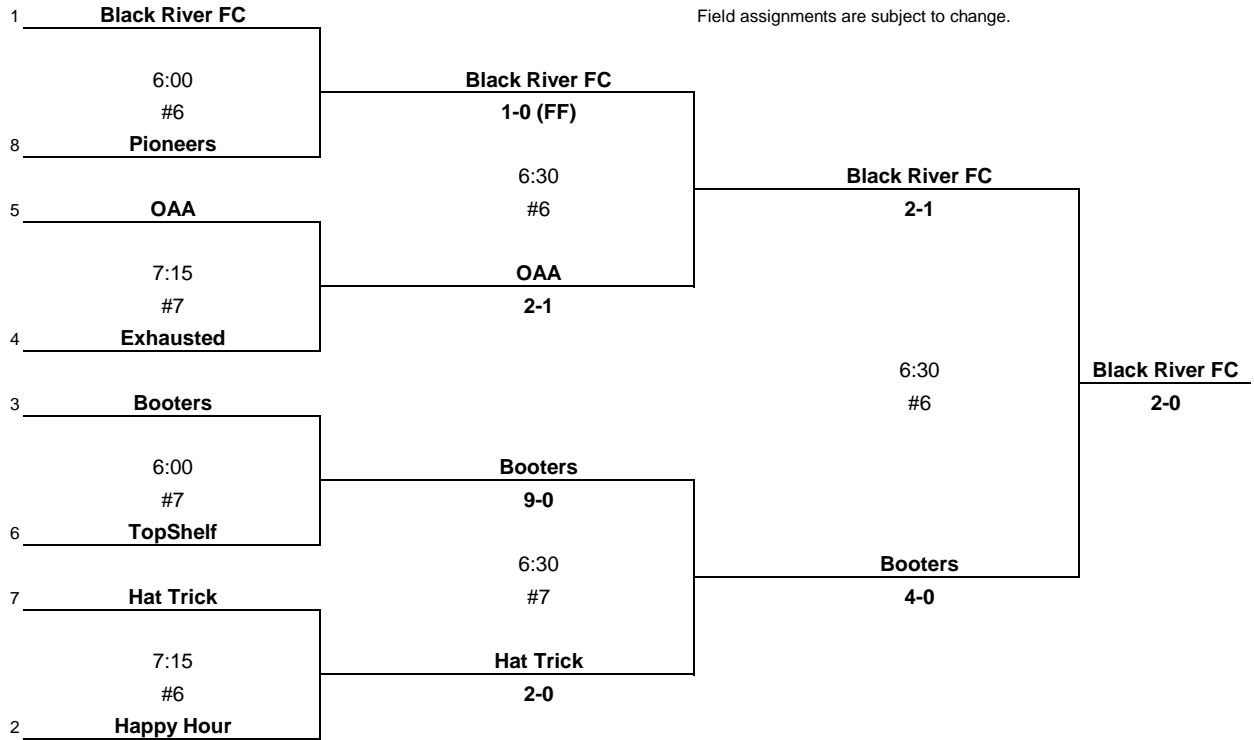 1 Black River FC
Field assignments are subject to change.
6:00
#6
8 Pioneers
Black River FC
1-0 (FF)
5 OAA
7:15
#7
4 Exhausted
OAA
2-1
6:30
#6
Black River FC
2-1
3 Booters
6:00
#7
6 TopShelf
Booters
9-0
7 Hat Trick
7:15
#6
2 Happy Hour
Hat Trick
2-0
6:30
#7
Booters
4-0
6:30
#6
Black River FC
2-0